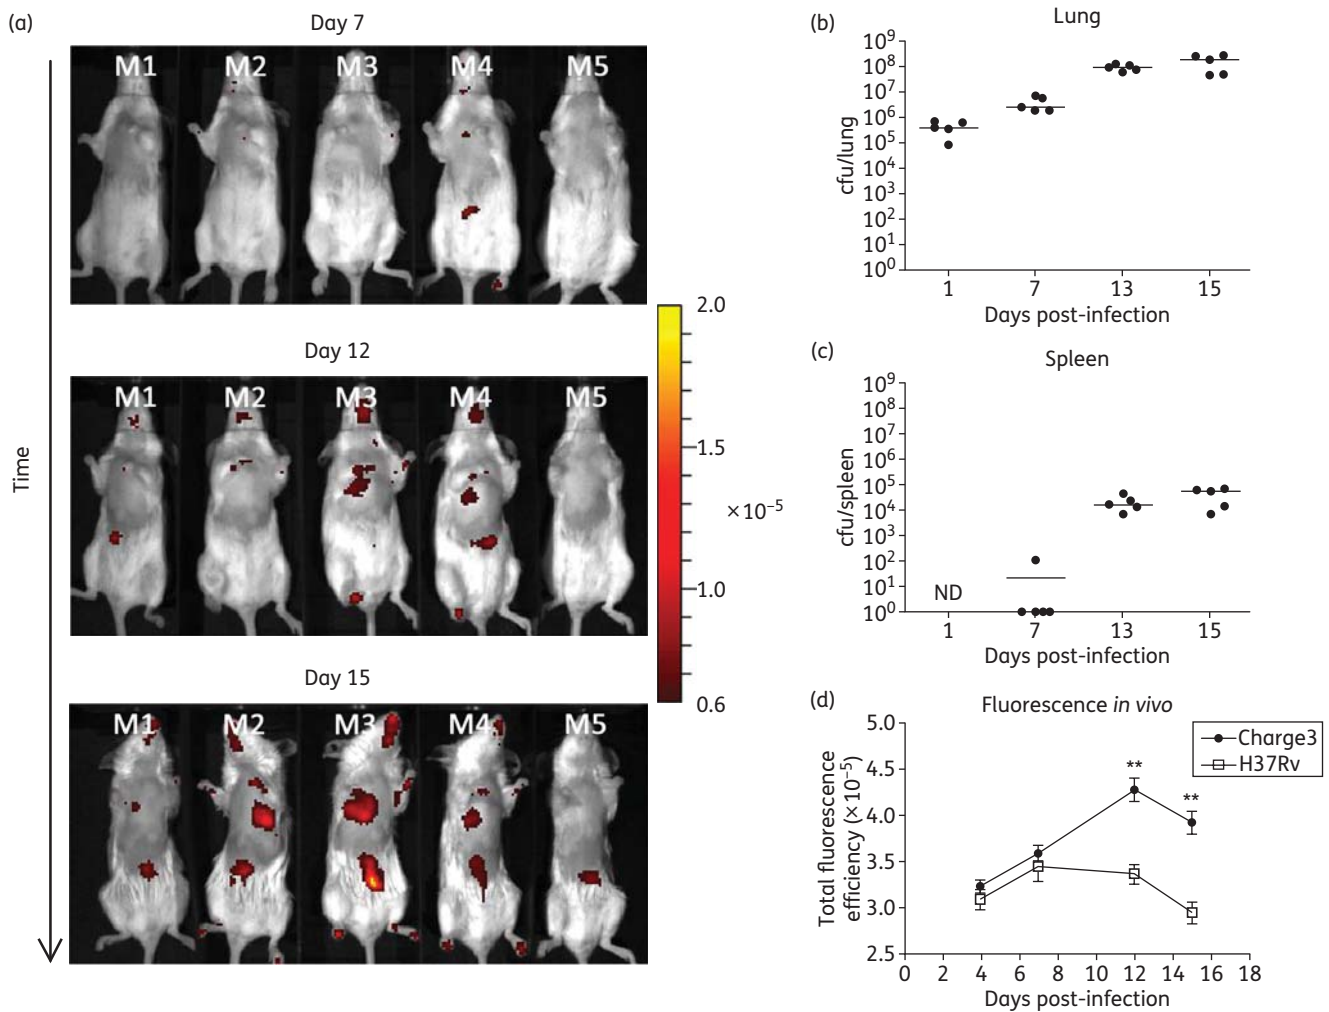 (a)
Day 7
M1 M2 M3 M4 M5
Day 12
M1 M2 M3 M4 M5
Day 15
M1 M2 M3 M4 M5
Time
2.0
1.5
×10⁻⁵
1.0
0.6
(b)
Lung
cfu/lung
10⁹
10⁸
10⁷
10⁶
10⁵
10⁴
10³
10²
10¹
10⁰
1 7 13 15
Days post-infection
(c)
Spleen
cfu/spleen
10⁹
10⁸
10⁷
10⁶
10⁵
10⁴
10³
10²
10¹
10⁰
ND
1 7 13 15
Days post-infection
(d)
Fluorescence in vivo
Total fluorescence
efficiency (×10⁻⁵)
5.0
4.5
4.0
3.5
3.0
2.5
**
**
Charge3
H37Rv
0 2 4 6 8 10 12 14 16 18
Days post-infection